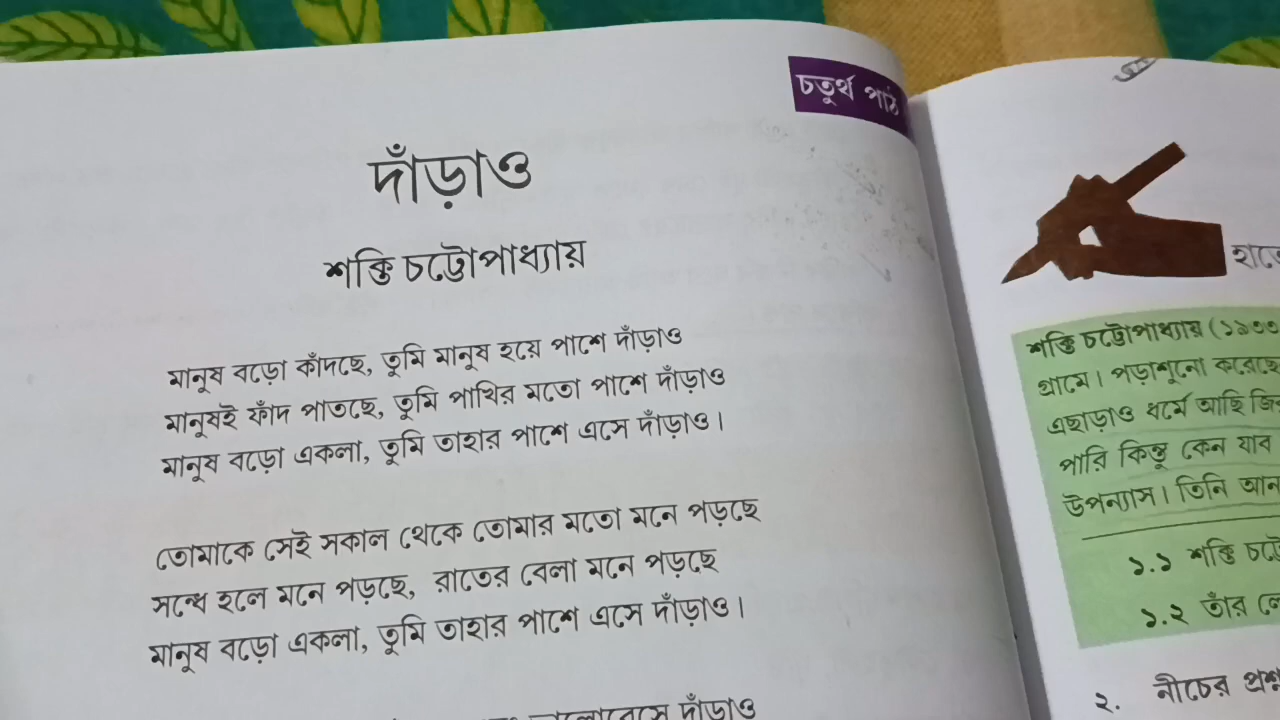 চতুর্থ পাঠ
দাঁড়াও
শক্তি চট্টোপাধ্যায়
মানুষ বড়ো কাঁদছে, তুমি মানুষ হয়ে পাশে দাঁড়াও
মানুষই ফাঁদ পাতছে, তুমি পাখির মতো পাশে দাঁড়াও
মানুষ বড়ো একলা, তুমি তাহার পাশে এসে দাঁড়াও।
তোমাকে সেই সকাল থেকে তোমার মতো মনে পড়ছে
সন্ধে হলে মনে পড়ছে, রাতের বেলা মনে পড়ছে
মানুষ বড়ো একলা, তুমি তাহার পাশে এসে দাঁড়াও।
দাঁড়াও
শক্তি চট্টোপাধ্যায় (১৯৩৩
গ্রামে। পড়াশুনো করেছে
এছাড়াও ধর্মে আছি
পারি কিন্তু কেন যাব
উপন্যাস। তিনি
১.১ শক্তি
১.২ তাঁর
২. নীচের